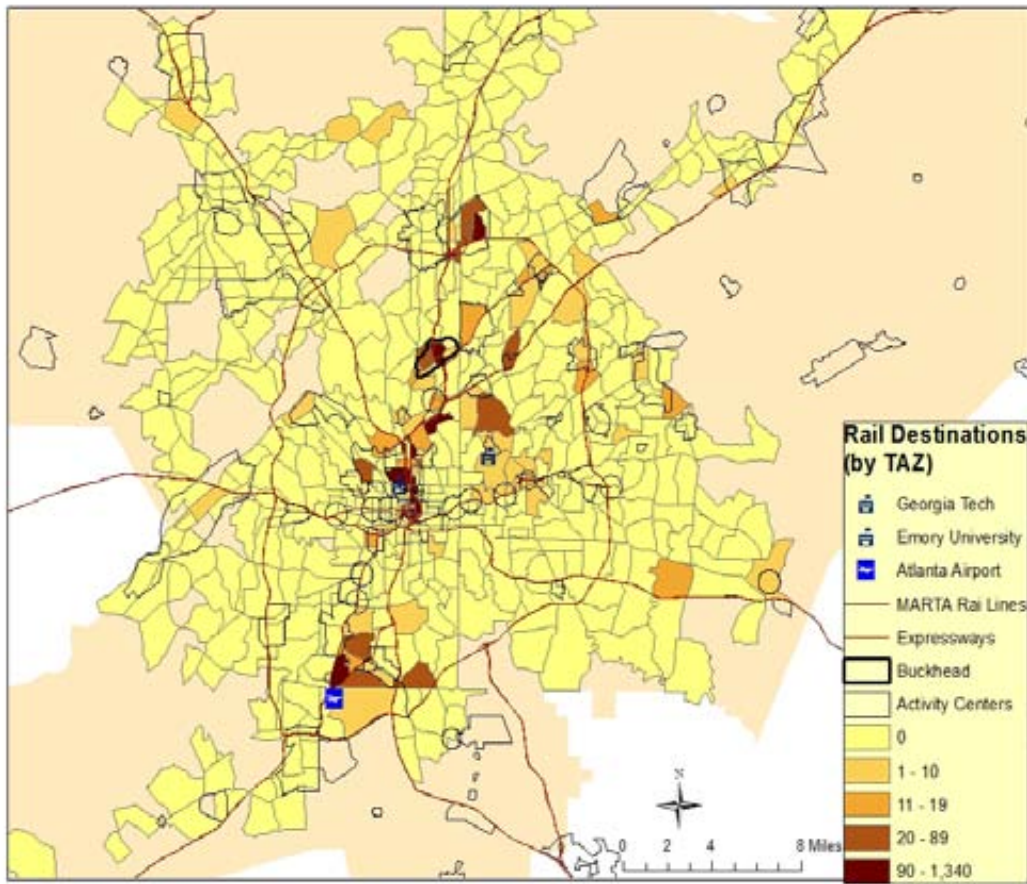 Rail Destinations
(by TAZ)
Georgia Tech
Emory University
Atlanta Airport
MARTA Rai Lines
Expressways
Buckhead
Activity Centers
0
1 - 10
11 - 19
20 - 89
90 - 1,340
N
0 2 4 8 Miles